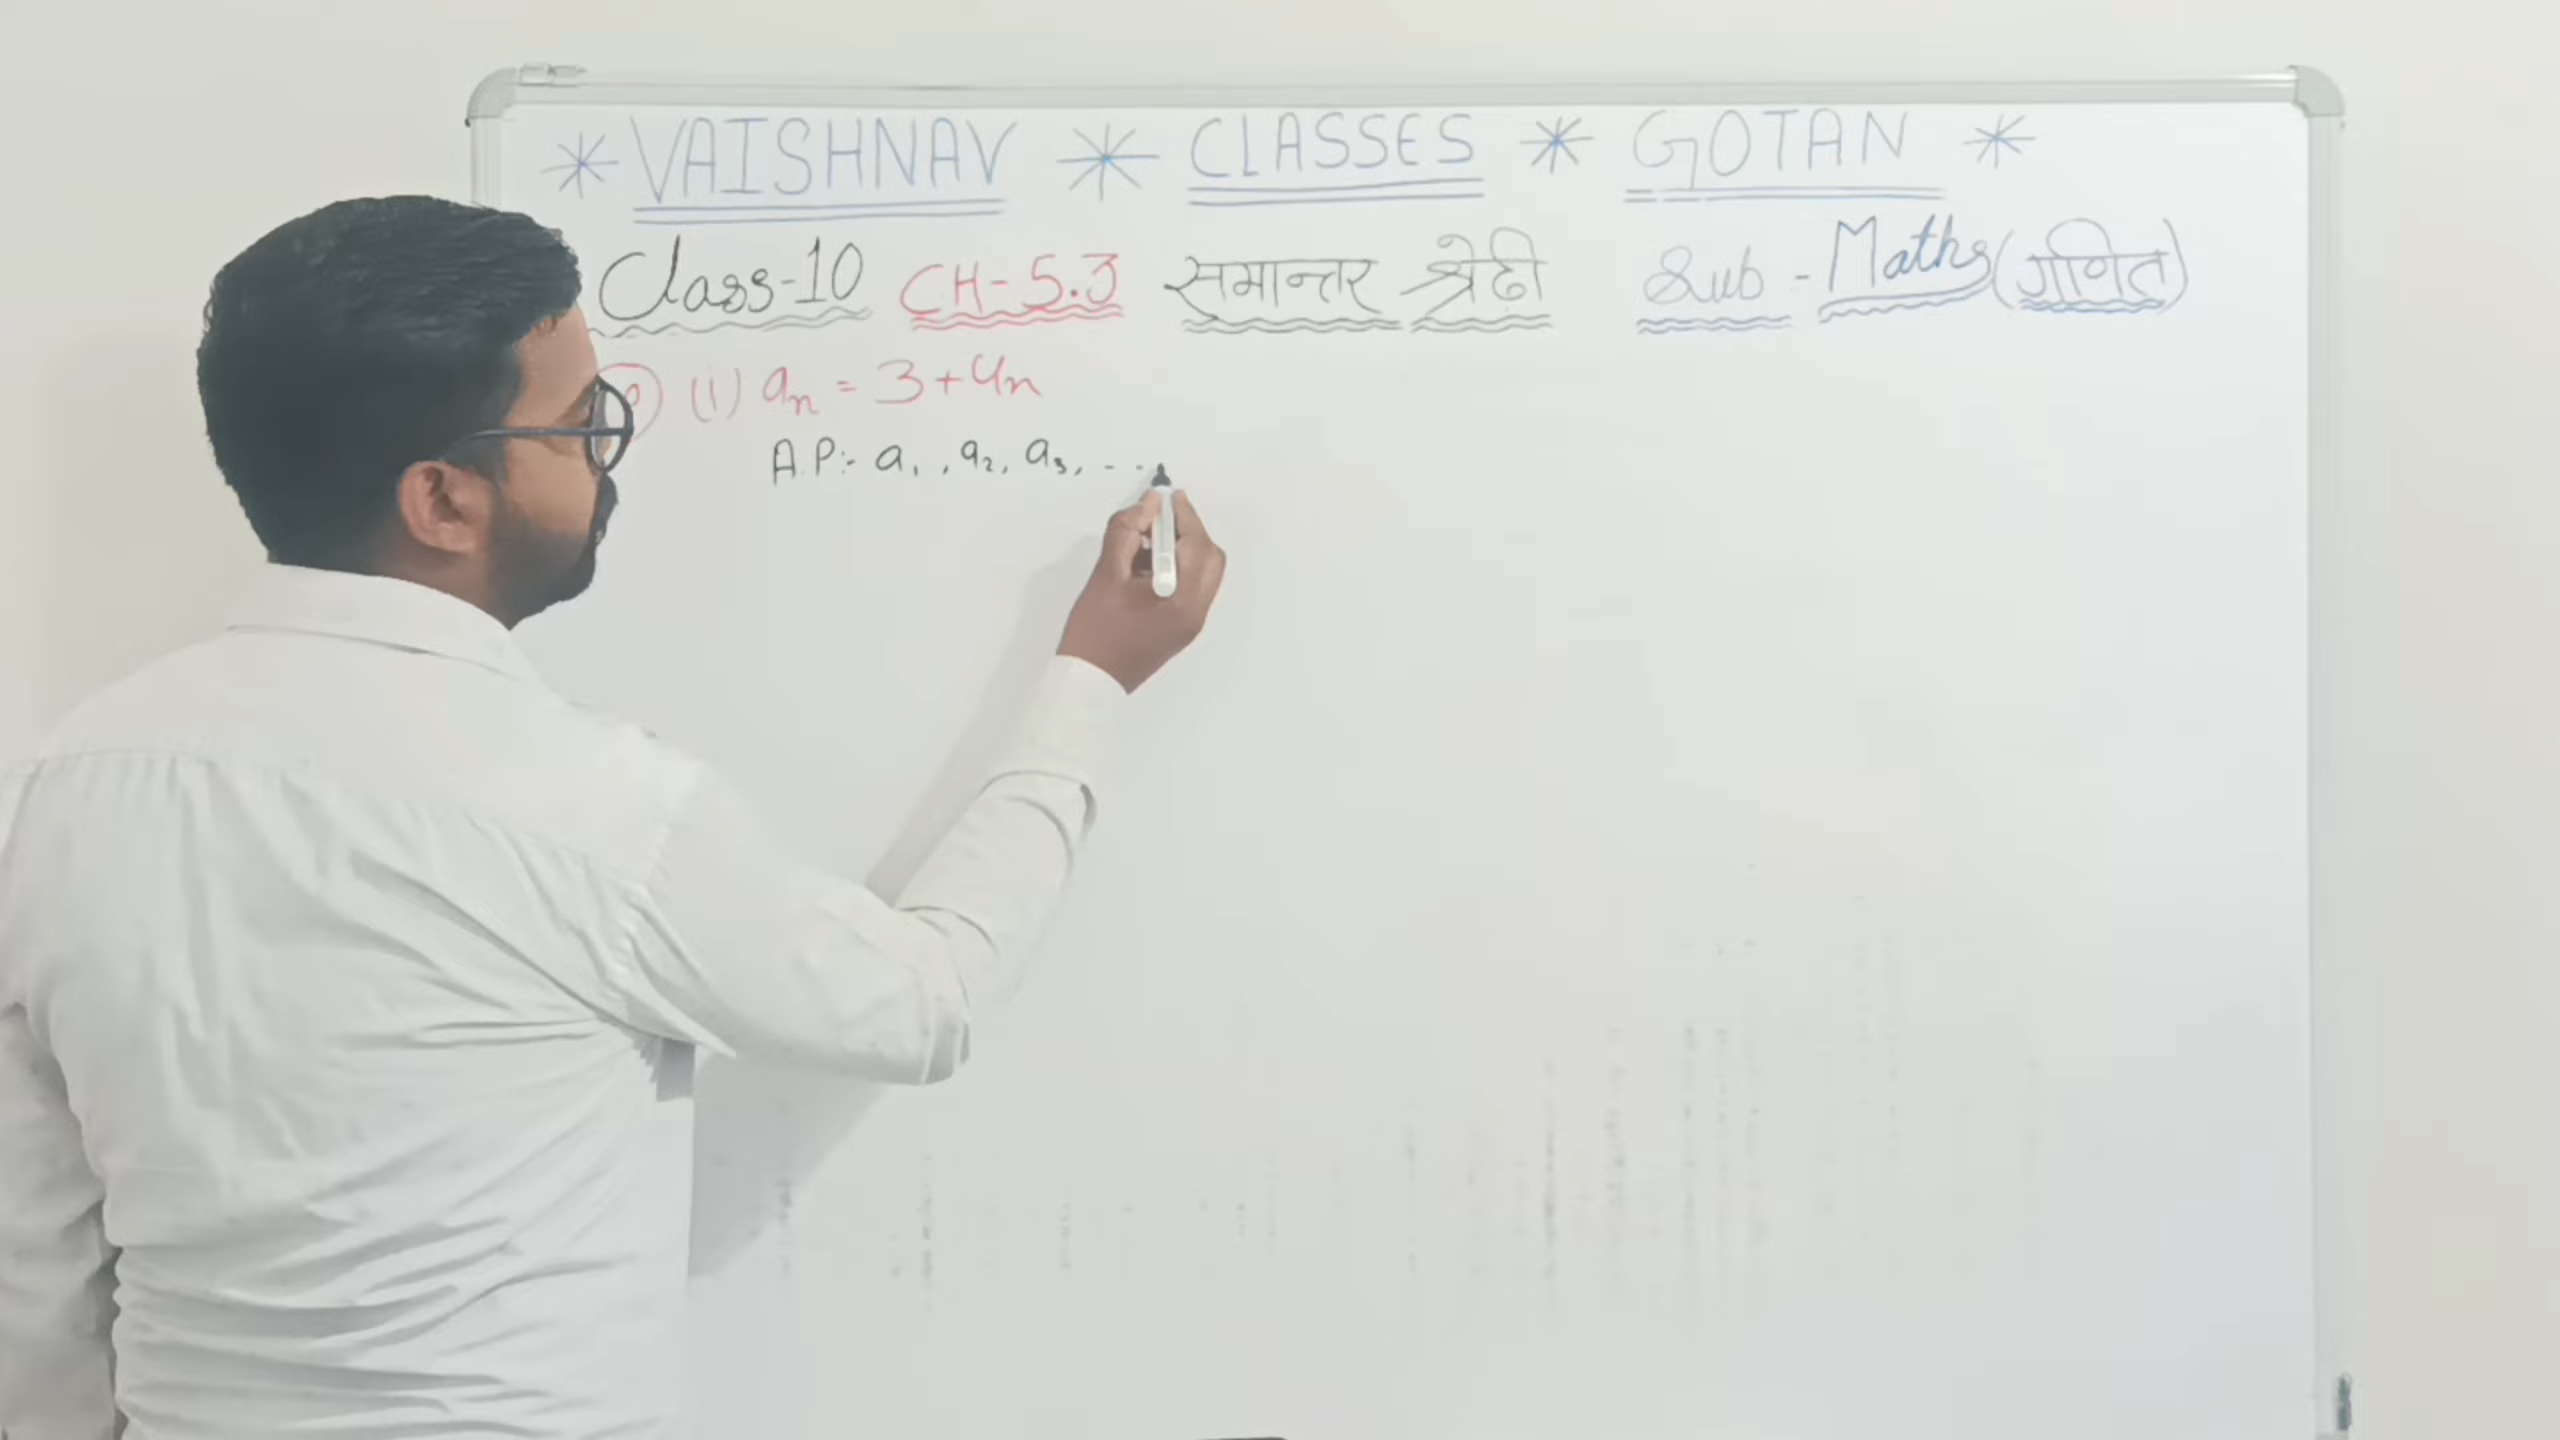 * VAISHNAV * CLASSES * GOTAN *
Class-10 CH-5.3 समान्तर श्रेढी Sub - Maths (गणित)
(i) an = 3+4n
A.P:- a1, a2, a3, - - -